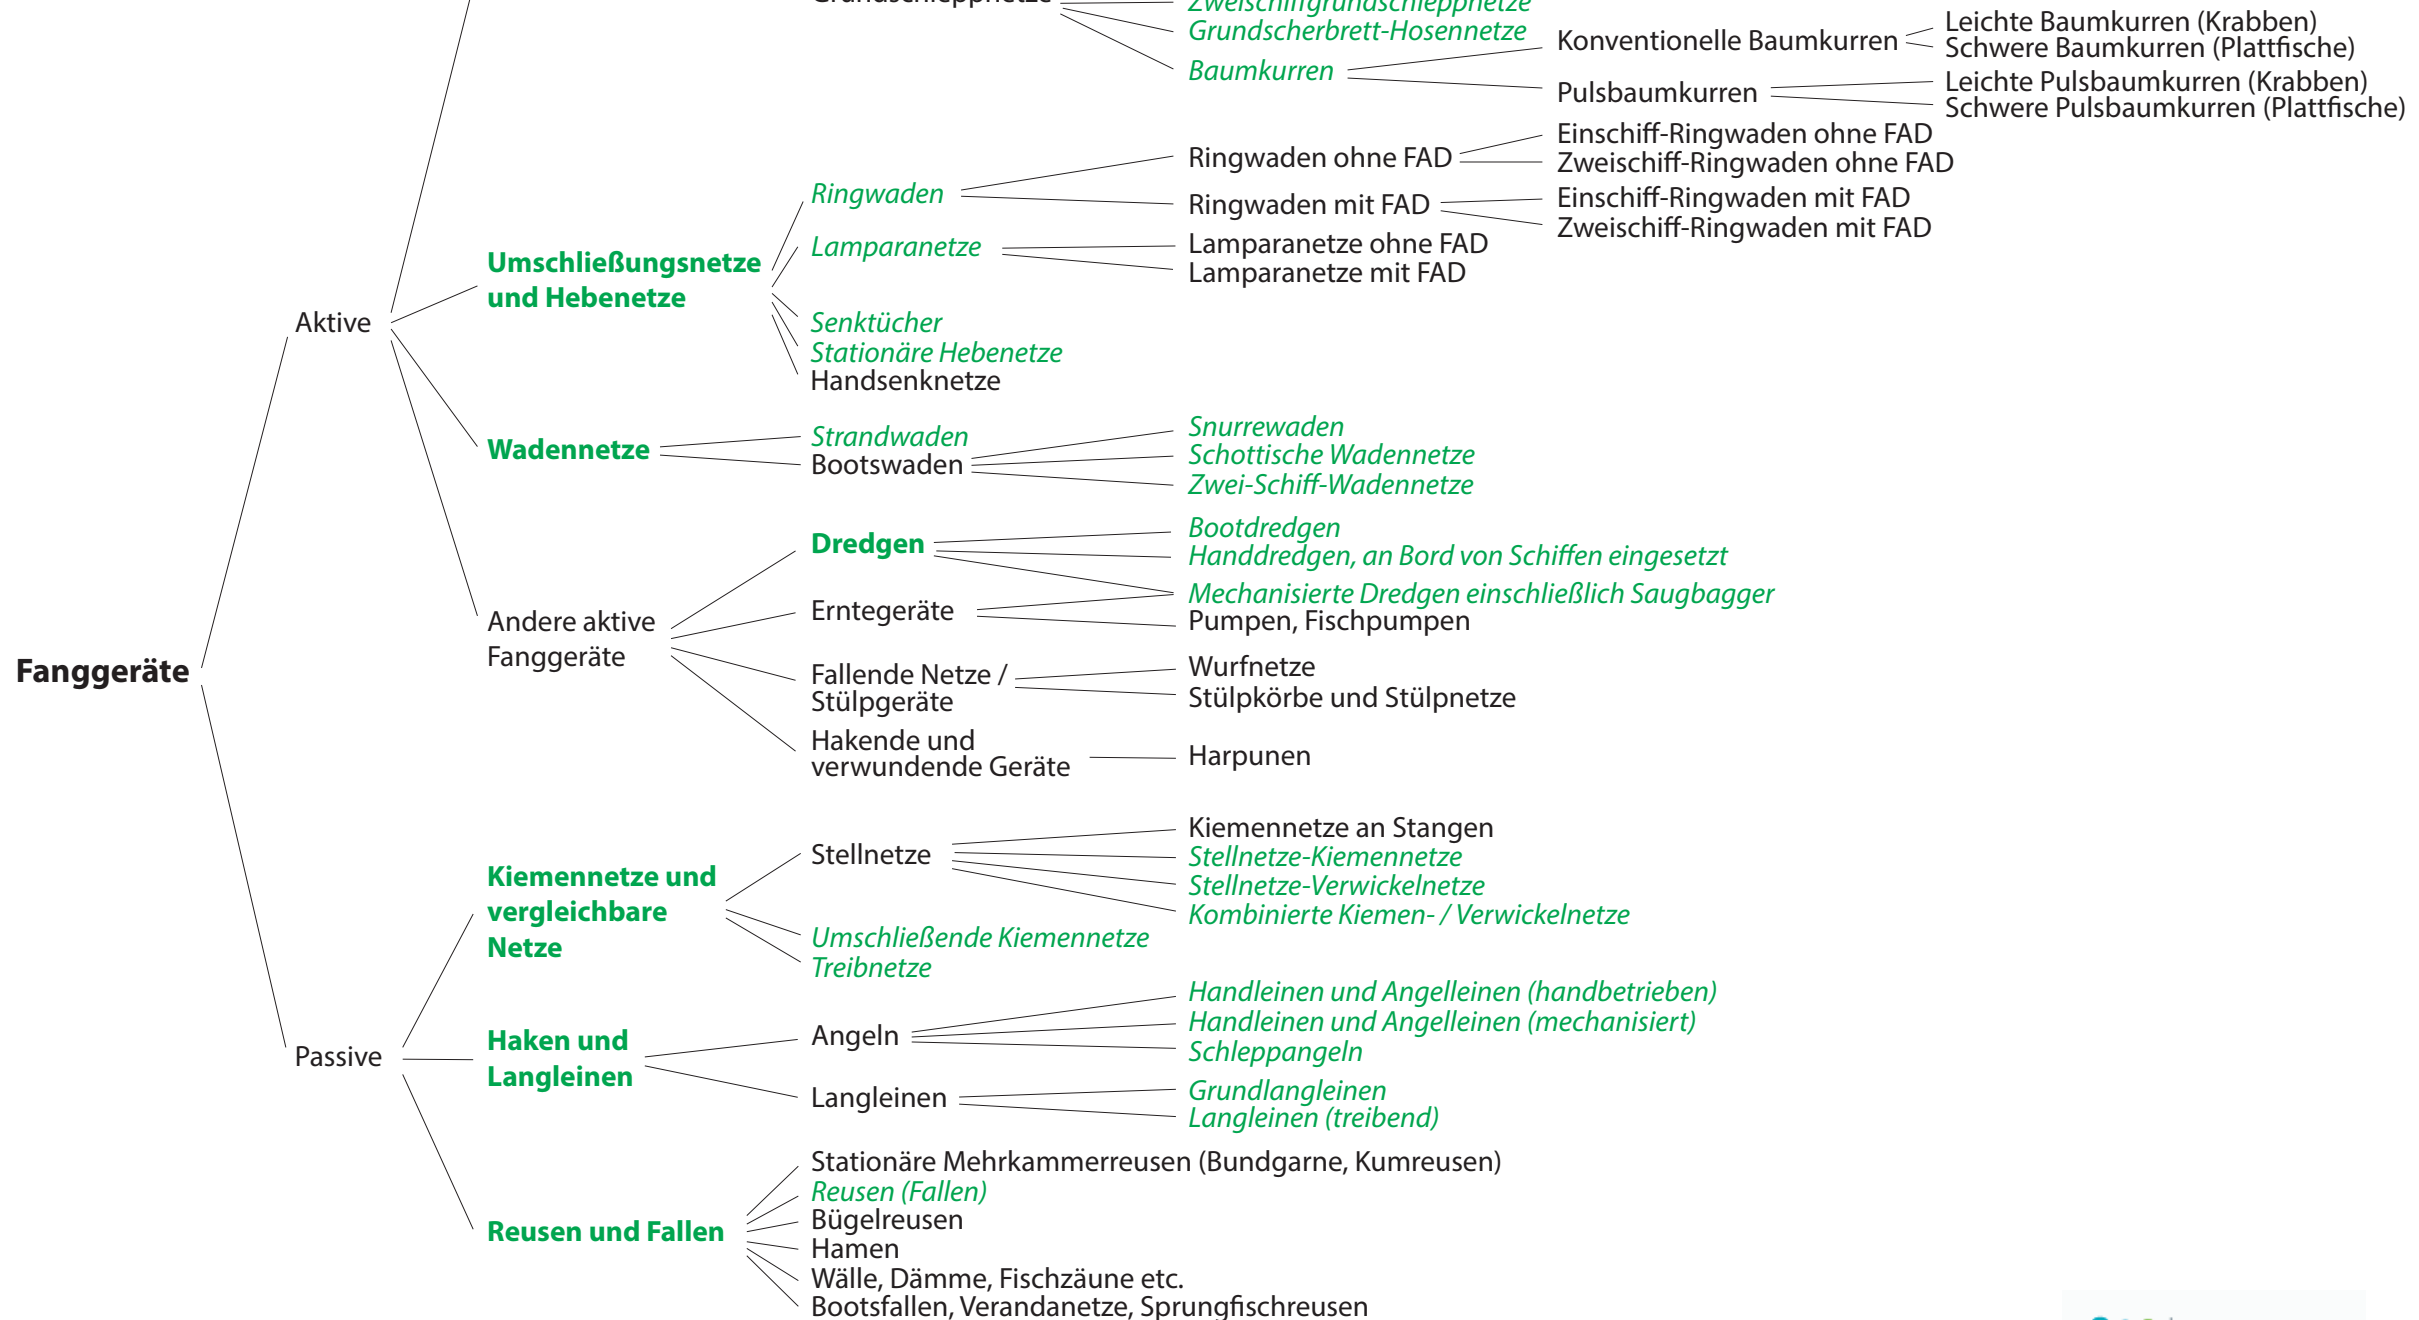 Zweischiffgrundschleppnetze
Grundscherbrett-Hosennetze
Baumkurren
Konventionelle Baumkurren
Leichte Baumkurren (Krabben)
Schwere Baumkurren (Plattfische)
Pulsbaumkurren
Leichte Pulsbaumkurren (Krabben)
Schwere Pulsbaumkurren (Plattfische)
Fanggeräte
Aktive
Umschließungsnetze
und Hebenetze
Ringwaden
Ringwaden ohne FAD
Einschiff-Ringwaden ohne FAD
Zweischiff-Ringwaden ohne FAD
Ringwaden mit FAD
Einschiff-Ringwaden mit FAD
Zweischiff-Ringwaden mit FAD
Lamparanetze
Lamparanetze ohne FAD
Lamparanetze mit FAD
Senktücher
Stationäre Hebenetze
Handsenknetze
Wadennetze
Strandwaden
Bootswaden
Snurrewaden
Schottische Wadennetze
Zwei-Schiff-Wadennetze
Andere aktive
Fanggeräte
Dredgen
Bootdredgen
Handdredgen, an Bord von Schiffen eingesetzt
Mechanisierte Dredgen einschließlich Saugbagger
Erntegeräte
Pumpen, Fischpumpen
Fallende Netze /
Stülpgeräte
Wurfnetze
Stülpkörbe und Stülpnetze
Hakende und
verwundende Geräte
Harpunen
Passive
Kiemennetze und
vergleichbare
Netze
Stellnetze
Kiemennetze an Stangen
Stellnetze-Kiemennetze
Stellnetze-Verwickelnetze
Kombinierte Kiemen- / Verwickelnetze
Umschließende Kiemennetze
Treibnetze
Haken und
Langleinen
Angeln
Handleinen und Angelleinen (handbetrieben)
Handleinen und Angelleinen (mechanisiert)
Schleppangeln
Langleinen
Grundlangleinen
Langleinen (treibend)
Reusen und Fallen
Stationäre Mehrkammerreusen (Bundgarne, Kumreusen)
Reusen (Fallen)
Bügelreusen
Hamen
Wälle, Dämme, Fischzäune etc.
Bootsfallen, Verandanetze, Sprungfischreusen